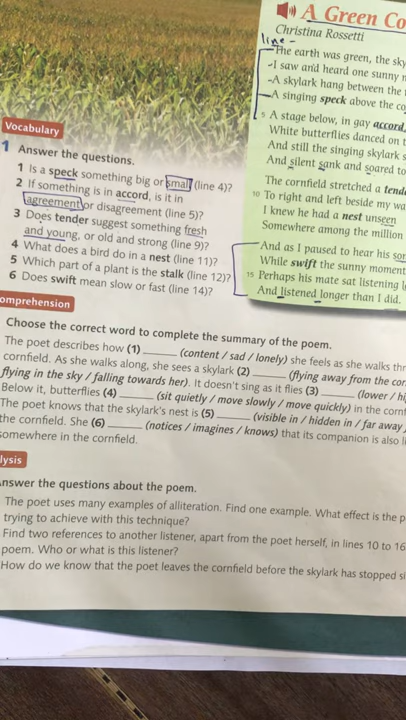 A Green Co
Christina Rossetti
line -
The earth was green, the sky
I saw and heard one sunny m
A skylark hang between the
A singing speck above the co
5 A stage below, in gay accord,
White butterflies danced on t
And still the singing skylark s
And silent sank and soared to
The cornfield stretched a tende
10 To right and left beside my wa
I knew he had a nest unseen
Somewhere among the million
And as I paused to hear his son
While swift the sunny moment
15 Perhaps his mate sat listening l
And listened longer than I did.
Vocabulary
1 Answer the questions.
1 Is a speck something big or small (line 4)?
2 If something is in accord, is it in
agreement or disagreement (line 5)?
3 Does tender suggest something fresh
and young, or old and strong (line 9)?
4 What does a bird do in a nest (line 11)?
5 Which part of a plant is the stalk (line 12)?
6 Does swift mean slow or fast (line 14)?
omprehension
Choose the correct word to complete the summary of the poem.
The poet describes how (1) ______ (content / sad / lonely) she feels as she walks thr
cornfield. As she walks along, she sees a skylark (2) ______ (flying away from the cor
flying in the sky / falling towards her). It doesn't sing as it flies (3) ______ (lower / hi
Below it, butterflies (4) ______ (sit quietly / move slowly / move quickly) in the cornf
The poet knows that the skylark's nest is (5) ______ (visible in / hidden in / far away
the cornfield. She (6) ______ (notices / imagines / knows) that its companion is also li
somewhere in the cornfield.
lysis
Answer the questions about the poem.
The poet uses many examples of alliteration. Find one example. What effect is the p
trying to achieve with this technique?
Find two references to another listener, apart from the poet herself, in lines 10 to 16
poem. Who or what is this listener?
How do we know that the poet leaves the cornfield before the skylark has stopped si